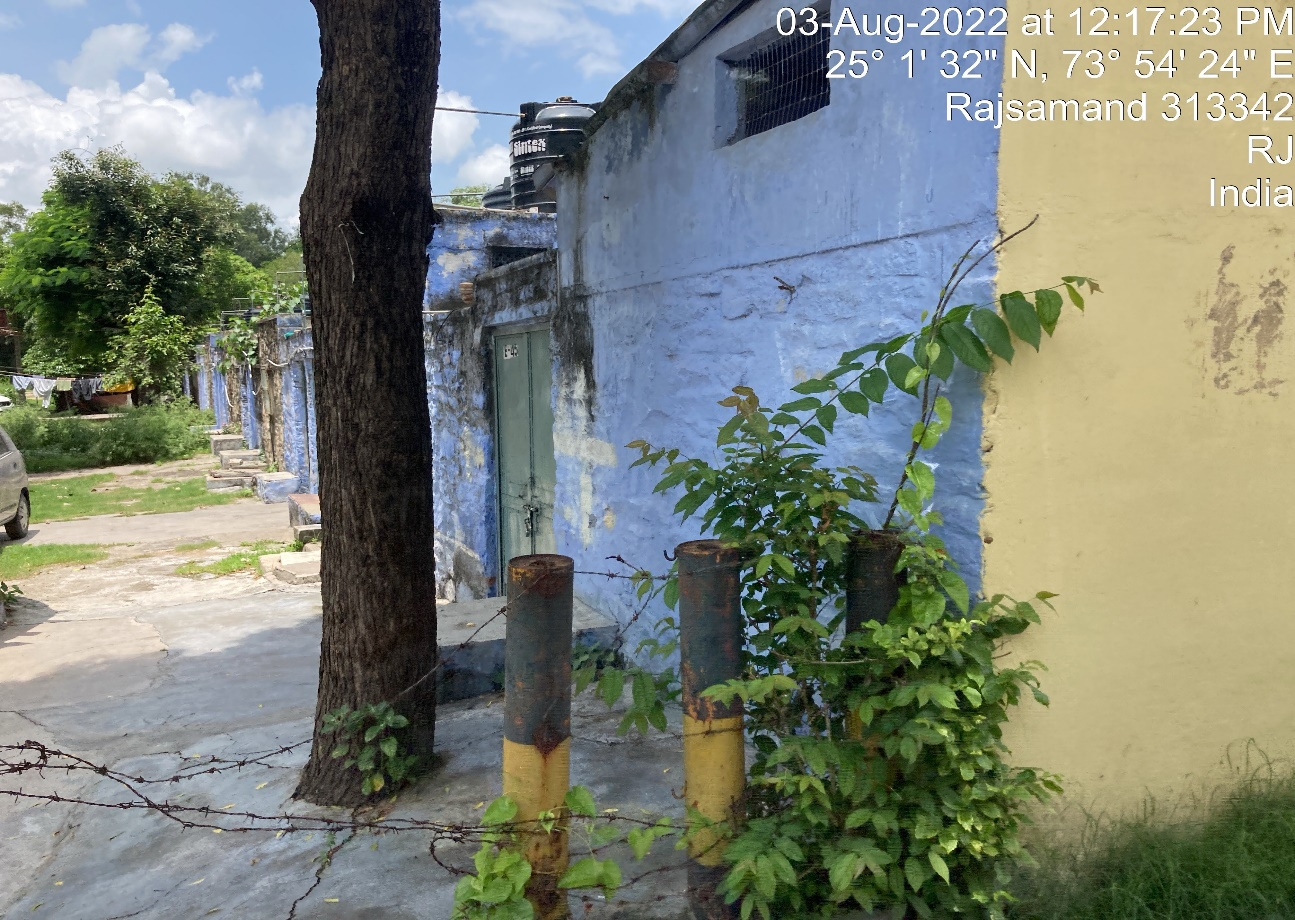 03-Aug-2022 at 12:17:23 PM
25° 1' 32" N, 73° 54' 24" E
Rajsamand 313342
RJ
India
Sintex